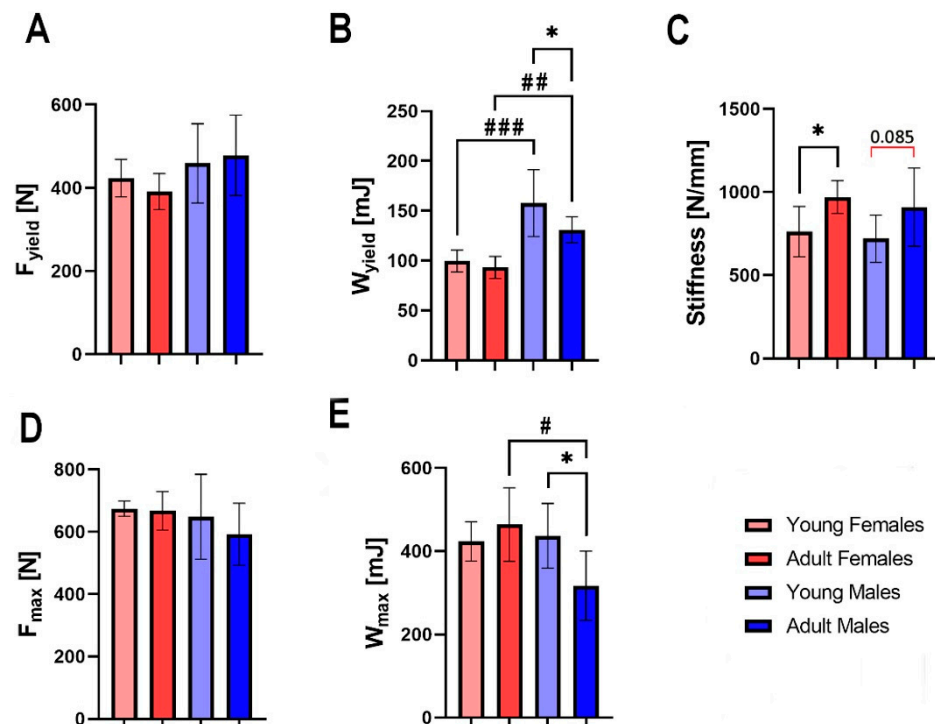 A
F_yield [N]
600
400
200
0
B
W_yield [mJ]
250
200
150
100
50
0
###
##
*
C
Stiffness [N/mm]
1500
1000
500
0
*
0.085
D
F_max [N]
800
600
400
200
0
E
W_max [mJ]
600
400
200
0
#
*
Young Females
Adult Females
Young Males
Adult Males